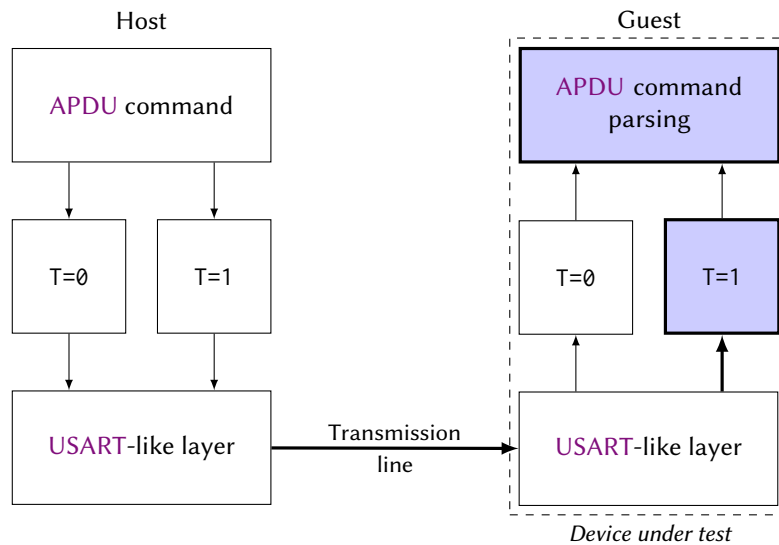 Host
APDU command
T=0
T=1
USART-like layer
Transmission
line
Guest
APDU command
parsing
T=0
T=1
USART-like layer
Device under test